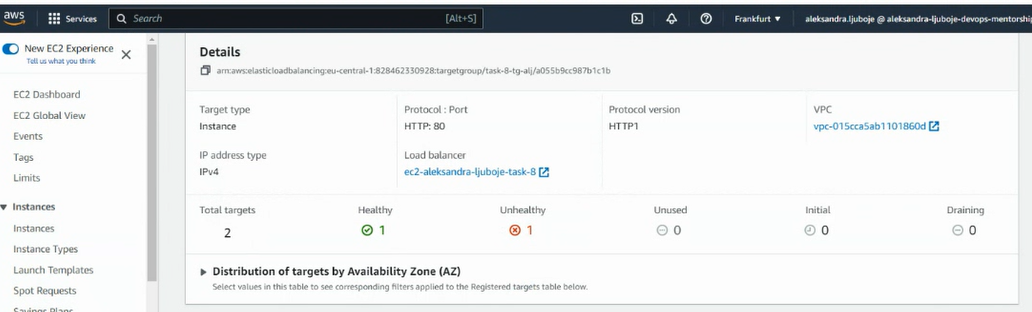 aws
Services
Search
[Alt+S]
Frankfurt
aleksandra.ljuboje @ aleksandra-ljuboje-devops-mentorship
New EC2 Experience
Tell us what you think
EC2 Dashboard
EC2 Global View
Events
Tags
Limits
Instances
Instances
Instance Types
Launch Templates
Spot Requests
Savings Plans
Details
arn:aws:elasticloadbalancing:eu-central-1:828462330928:targetgroup/task-8-tg-alj/a055b9cc987b1c1b
Target type
Instance
Protocol : Port
HTTP: 80
Protocol version
HTTP1
VPC
vpc-015cca5ab1101860d
IP address type
IPv4
Load balancer
ec2-aleksandra-ljuboje-task-8
Total targets
2
Healthy
1
Unhealthy
1
Unused
0
Initial
0
Draining
0
Distribution of targets by Availability Zone (AZ)
Select values in this table to see corresponding filters applied to the Registered targets table below.